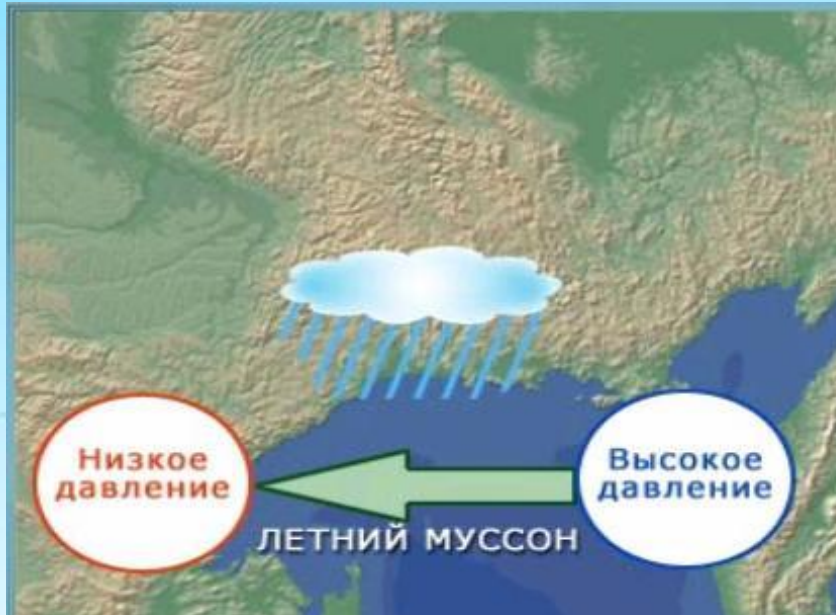 Низкое
давление
Высокое
давление
ЛЕТНИЙ МУССОН